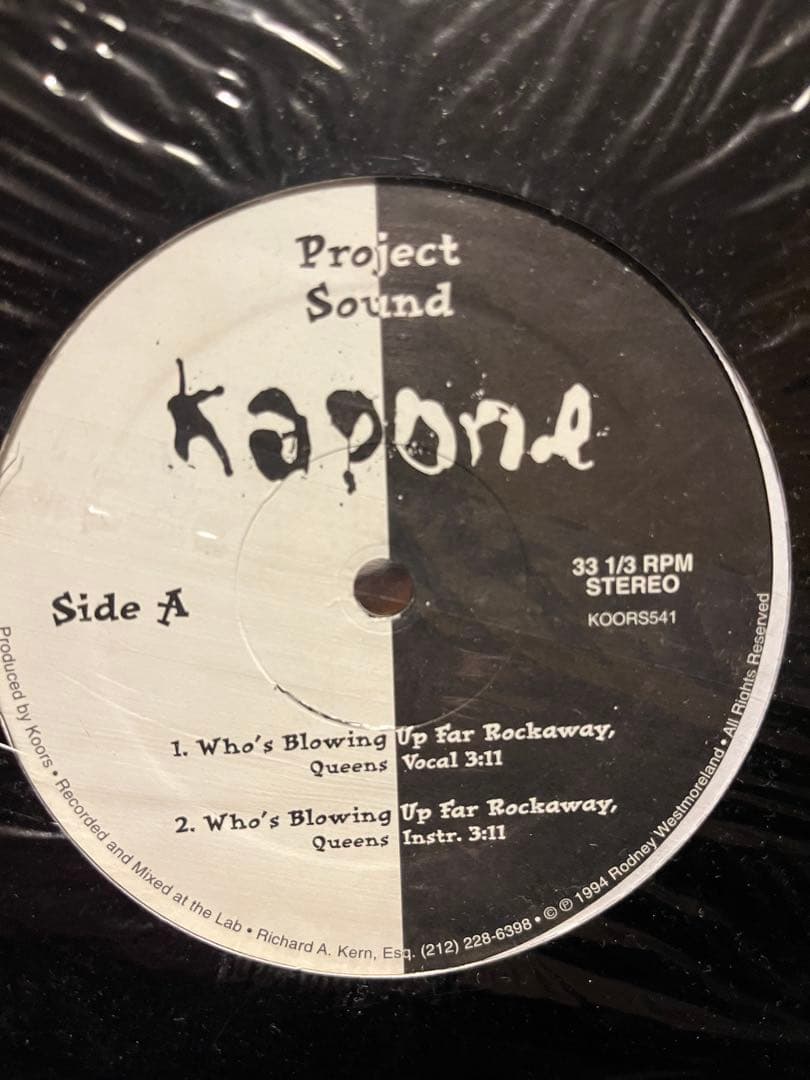 Project
Sound
kapone
Side A
33 1/3 RPM
STEREO
KOORS541
1. Who's Blowing Up Far Rockaway,
Queens Vocal 3:11
2. Who's Blowing Up Far Rockaway,
Queens Instr. 3:11
Produced by Koors • Recorded and Mixed at the Lab • Richard A. Kern, Esq. (212) 228-6398 • © ℗ 1994 Rodney Westmoreland • All Rights Reserved